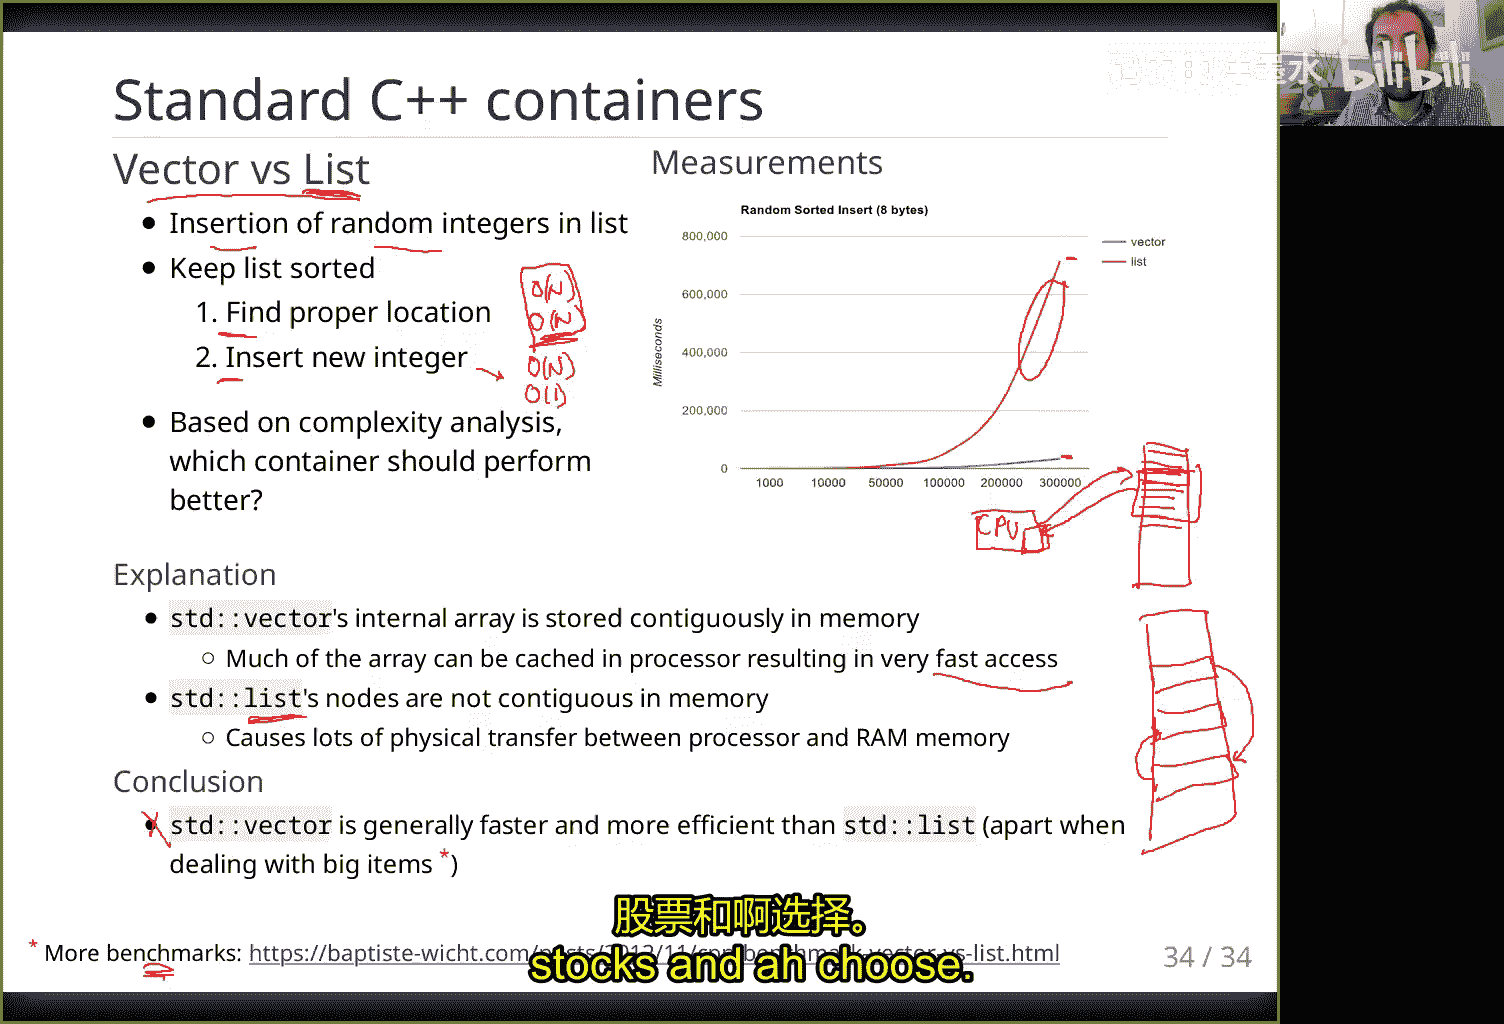 Standard C++ containers
Vector vs List
• Insertion of random integers in list
• Keep list sorted
1. Find proper location
2. Insert new integer
O(N)
O(N)
O(N)
O(1)
• Based on complexity analysis,
which container should perform
better?
Measurements
Random Sorted Insert (8 bytes)
800,000
600,000
400,000
200,000
0
Milliseconds
1000 10000 50000 100000 200000 300000
vector
list
CPU
Explanation
• std::vector's internal array is stored contiguously in memory
○ Much of the array can be cached in processor resulting in very fast access
• std::list's nodes are not contiguous in memory
○ Causes lots of physical transfer between processor and RAM memory
Conclusion
• std::vector is generally faster and more efficient than std::list (apart when
dealing with big items *)
* More benchmarks: https://baptiste-wicht.com/posts/2012/11/cpp-benchmark-vector-vs-list.html
34 / 34
股票和啊选择。
stocks and ah choose.
bilibili